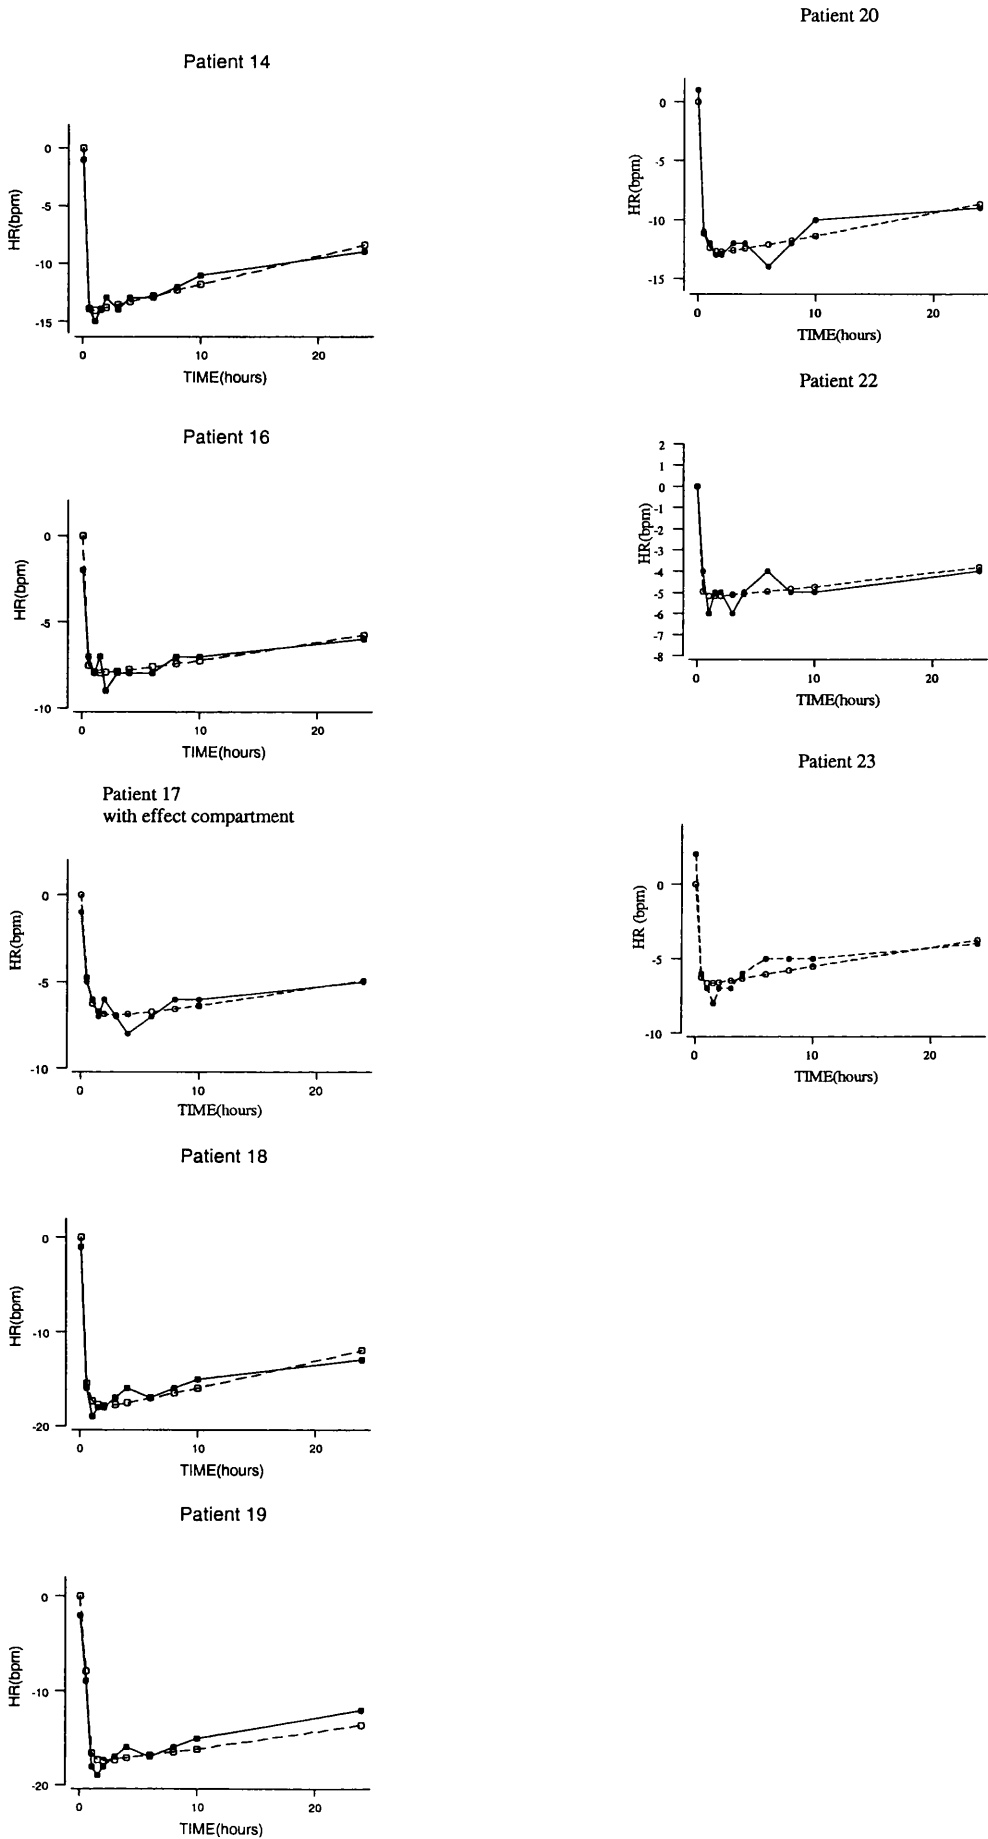 Patient 14
0
-5
-10
-15
HR(bpm)
0 10 20
TIME(hours)
Patient 16
0
-5
-10
HR(bpm)
0 10 20
TIME(hours)
Patient 17
with effect compartment
0
-5
-10
HR(bpm)
0 10 20
TIME(hours)
Patient 18
0
-10
-20
HR(bpm)
0 10 20
TIME(hours)
Patient 19
0
-10
-20
HR(bpm)
0 10 20
TIME(hours)
Patient 20
0
-5
-10
-15
HR(bpm)
0 10 20
TIME(hours)
Patient 22
2
1
0
-1
-2
-3
-4
-5
-6
-7
-8
HR(bpm)
0 10 20
TIME(hours)
Patient 23
0
-5
-10
HR (bpm)
0 10 20
TIME(hours)